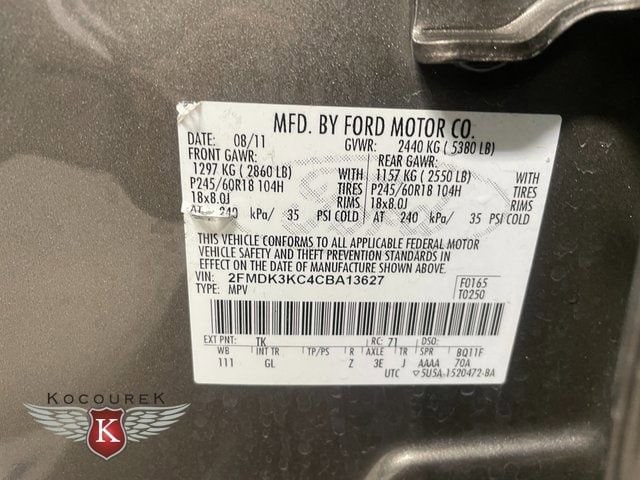 MFD. BY FORD MOTOR CO.
DATE: 08/11 GVWR: 2440 KG ( 5380 LB)
FRONT GAWR: REAR GAWR:
1297 KG ( 2860 LB) WITH 1157 KG ( 2550 LB) WITH
P245/60R18 104H TIRES P245/60R18 104H TIRES
18x8.0J RIMS 18x8.0J RIMS
AT 240 kPa/ 35 PSI COLD AT 240 kPa/ 35 PSI COLD
THIS VEHICLE CONFORMS TO ALL APPLICABLE FEDERAL MOTOR
VEHICLE SAFETY AND THEFT PREVENTION STANDARDS
IN EFFECT ON THE DATE OF MANUFACTURE SHOWN ABOVE.
VIN: 2FMDK3KC4CBA13627 F0165
TYPE: MPV T0250
EXT PNT: TK RC: 71 DSO:
WB INT TR TP/PS R AXLE TR SPR BQ11F
111 GL Z 3E J AAAA 70A
UTC 5U5A-1520472-BA
Ford
KOCOUREK
K